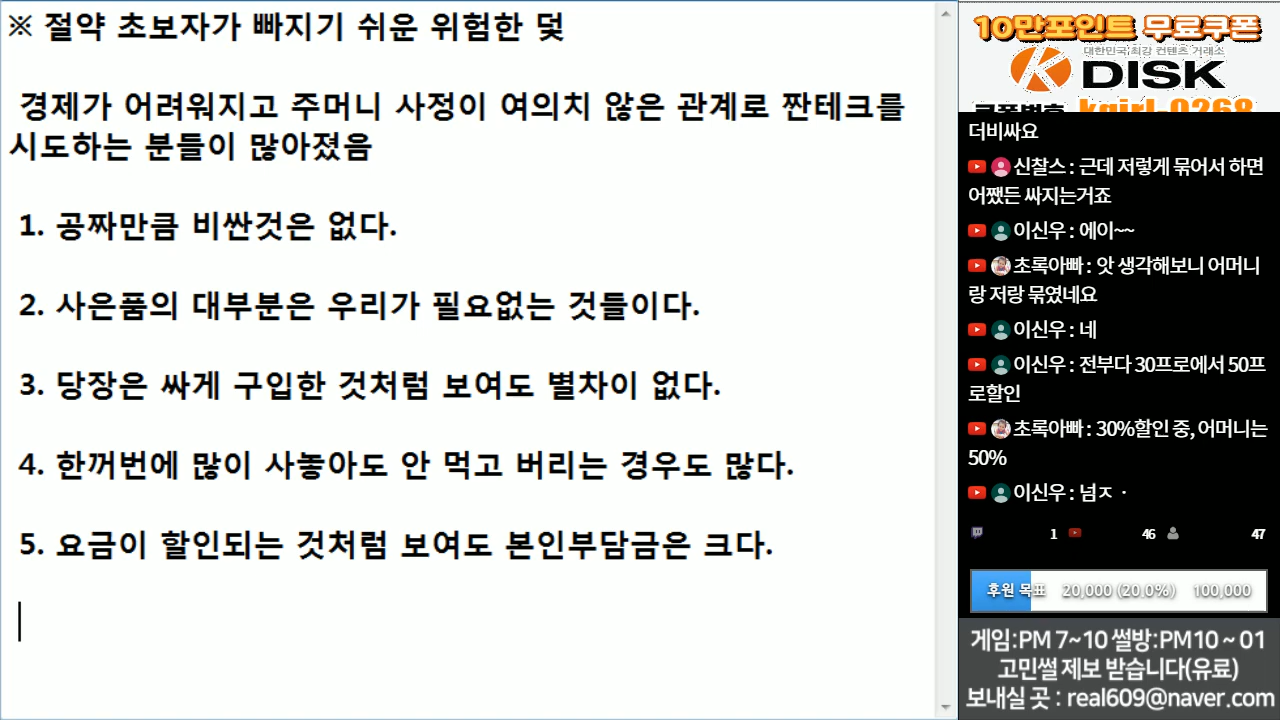 ※ 절약 초보자가 빠지기 쉬운 위험한 덫
경제가 어려워지고 주머니 사정이 여의치 않은 관계로 짠테크를
시도하는 분들이 많아졌음
1. 공짜만큼 비싼것은 없다.
2. 사은품의 대부분은 우리가 필요없는 것들이다.
3. 당장은 싸게 구입한 것처럼 보여도 별차이 없다.
4. 한꺼번에 많이 사놓아도 안 먹고 버리는 경우도 많다.
5. 요금이 할인되는 것처럼 보여도 본인부담금은 크다.
10만포인트 무료쿠폰
대한민국 최강 컨텐츠 거래소
K DISK
쿠폰번호 kgirl-0268
더비싸요
신찰스 : 근데 저렇게 묶어서 하면
어쨌든 싸지는거죠
이신우 : 에이~~
초록아빠 : 앗 생각해보니 어머니
랑 저랑 묶였네요
이신우 : 네
이신우 : 전부다 30프로에서 50프
로할인
초록아빠 : 30%할인 중, 어머니는
50%
이신우 : 넘ㅈㆍ
1 46 47
후원 목표 20,000 (20.0%) 100,000
게임:PM 7~10 썰방:PM10 ~ 01
고민썰 제보 받습니다(유료)
보내실 곳 : real609@naver.com